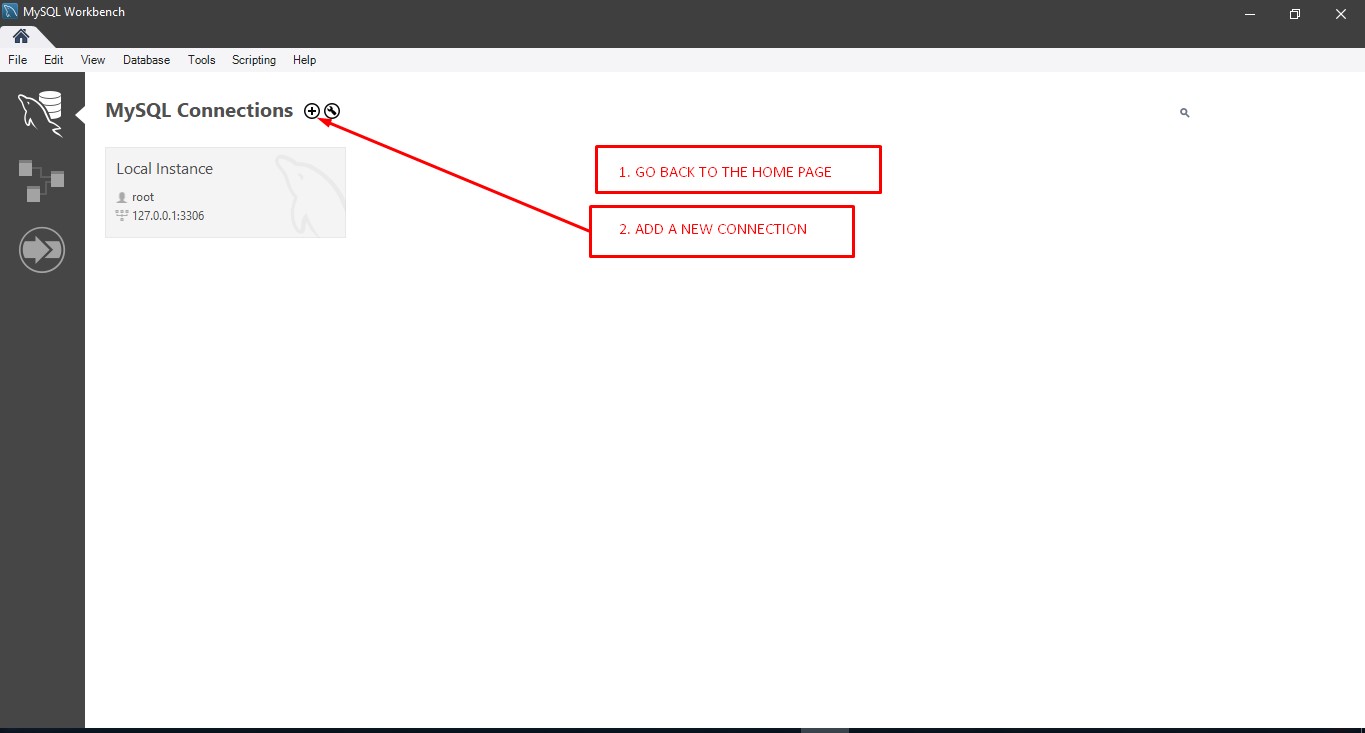 MySQL Workbench
File Edit View Database Tools Scripting Help
MySQL Connections
Local Instance
root
127.0.0.1:3306
1. GO BACK TO THE HOME PAGE
2. ADD A NEW CONNECTION